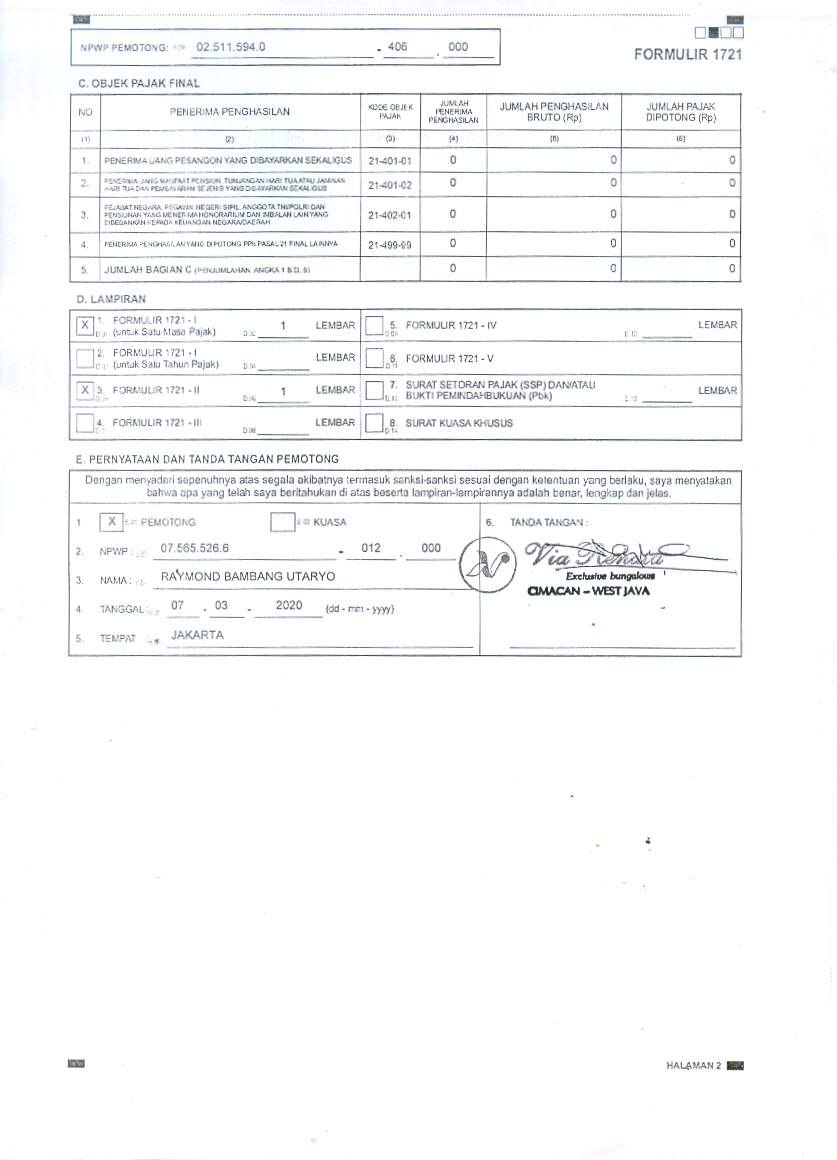 NPWP PEMOTONG: 02.511.594.0 - 406 . 000
FORMULIR 1721
C. OBJEK PAJAK FINAL
NO PENERIMA PENGHASILAN KODE OBJEK PAJAK JUMLAH PENERIMA PENGHASILAN JUMLAH PENGHASILAN BRUTO (Rp) JUMLAH PAJAK DIPOTONG (Rp)
(1) (2) (3) (4) (5) (6)
1. PENERIMA UANG PESANGON YANG DIBAYARKAN SEKALIGUS 21-401-01 0 0 0
2. PENERIMA UANG MANFAAT PENSIUN, TUNJANGAN HARI TUA ATAU JAMINAN
HARI TUA DAN PEMBAYARAN SEJENIS YANG DIBAYARKAN SEKALIGUS 21-401-02 0 0 0
3. PEJABAT NEGARA, PEGAWAI NEGERI SIPIL, ANGGOTA TNI/POLRI DAN
PENSIUNAN YANG MENERIMA HONORARIUM DAN IMBALAN LAIN YANG
DIBEBANKAN KEPADA KEUANGAN NEGARA/DAERAH 21-402-01 0 0 0
4. PENERIMA PENGHASILAN YANG DIPOTONG PPh PASAL 21 FINAL LAINNYA 21-499-99 0 0 0
5. JUMLAH BAGIAN C (PENJUMLAHAN ANGKA 1 S.D. 5) 0 0 0
D. LAMPIRAN
X 1. FORMULIR 1721 - I
(untuk Satu Masa Pajak) 1 LEMBAR
5. FORMULIR 1721 - IV LEMBAR
2. FORMULIR 1721 - I
(untuk Satu Tahun Pajak) LEMBAR
6. FORMULIR 1721 - V
X 3. FORMULIR 1721 - II 1 LEMBAR
7. SURAT SETORAN PAJAK (SSP) DAN/ATAU
BUKTI PEMINDAHBUKUAN (Pbk) LEMBAR
4. FORMULIR 1721 - III LEMBAR
8. SURAT KUASA KHUSUS
E. PERNYATAAN DAN TANDA TANGAN PEMOTONG
Dengan menyadari sepenuhnya atas segala akibatnya termasuk sanksi-sanksi sesuai dengan ketentuan yang berlaku, saya menyatakan
bahwa apa yang telah saya beritahukan di atas beserta lampiran-lampirannya adalah benar, lengkap dan jelas.
1. X PEMOTONG KUASA
2. NPWP : 07.565.526.6 - 012 . 000
3. NAMA : RAYMOND BAMBANG UTARYO
4. TANGGAL : 07 - 03 - 2020 (dd - mm - yyyy)
5. TEMPAT JAKARTA
6. TANDA TANGAN :
Via Renata
Exclusive bungalows
CIMACAN – WEST JAVA
HALAMAN 2